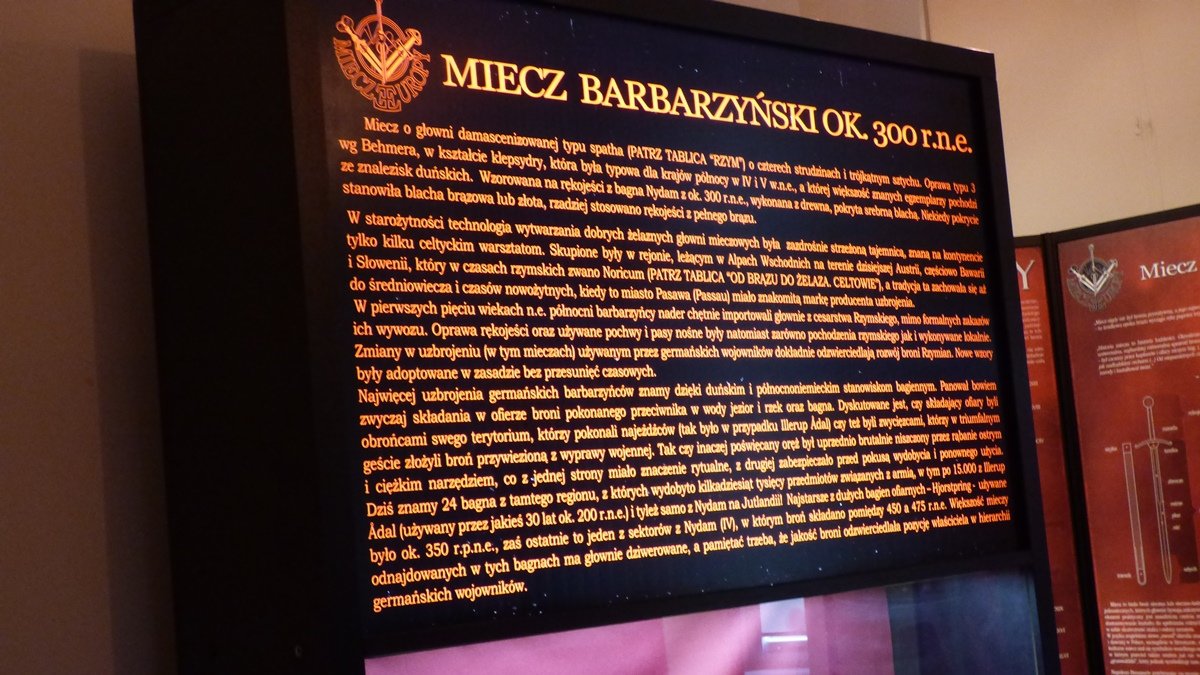 MIECZ EUROPY
MIECZ BARBARZYŃSKI OK. 300 r.n.e.
Miecz o głowni damascenizowanej typu spatha (PATRZ TABLICA "RZYM") o czterech strudzinach i trójkątnym sztychu. Oprawa typu 3
wg Behmera, w kształcie klepsydry, która była typowa dla krajów północy w IV i V w.n.e., a której większość znanych egzemplarzy pochodzi
ze znalezisk duńskich. Wzorowana na rękojeści z bagna Nydam z ok. 300 r.n.e., wykonana z drewna, pokryta srebrną blachą. Niekiedy pokrycie
stanowiła blacha brązowa lub złota, rzadziej stosowano rękojeści z pełnego brązu.
W starożytności technologia wytwarzania dobrych żelaznych głowni mieczowych była zazdrośnie strzeżoną tajemnicą, znaną na kontynencie
tylko kilku celtyckim warsztatom. Skupione były w rejonie, leżącym w Alpach Wschodnich na terenie dzisiejszej Austrii, częściowo Bawarii
i Słowenii, który w czasach rzymskich zwano Noricum (PATRZ TABLICA "OD BRĄZU DO ŻELAZA. CELTOWIE"), a tradycja ta zachowała się aż
do średniowiecza i czasów nowożytnych, kiedy to miasto Pasawa (Passau) miało znakomitą markę producenta uzbrojenia.
W pierwszych pięciu wiekach n.e. północni barbarzyńcy nader chętnie importowali głownie z cesarstwa Rzymskiego, mimo formalnych zakazów
ich wywozu. Oprawa rękojeści oraz używane pochwy i pasy nośne były natomiast zarówno pochodzenia rzymskiego jak i wykonywane lokalnie.
Zmiany w uzbrojeniu (w tym mieczach) używanym przez germańskich wojowników dokładnie odzwierciedlają rozwój broni Rzymian. Nowe wzory
były adoptowane w zasadzie bez przesunięć czasowych.
Najwięcej uzbrojenia germańskich barbarzyńców znamy dzięki duńskim i północnoniemieckim stanowiskom bagiennym. Panował bowiem
zwyczaj składania w ofierze broni pokonanego przeciwnika w wody jezior i rzek oraz bagna. Dyskutowane jest, czy składający ofiary byli
obrońcami swego terytorium, którzy pokonali najeźdźców (tak było w przypadku Illerup Ådal) czy też byli zwycięzcami, którzy w triumfalnym
geście złożyli broń przywiezioną z wyprawy wojennej. Tak czy inaczej poświęcany oręż był uprzednio brutalnie niszczony przez rąbanie ostrym
i ciężkim narzędziem, co z jednej strony miało znaczenie rytualne, z drugiej zabezpieczało przed pokusą wydobycia i ponownego użycia.
Dziś znamy 24 bagna z tamtego regionu, z których wydobyto kilkadziesiąt tysięcy przedmiotów związanych z armią, w tym po 15.000 z Illerup
Ådal (używany przez jakieś 30 lat ok. 200 r.n.e.) i tyleż samo z Nydam na Jutlandii! Najstarsze z dużych bagien ofiarnych - Hjorstpring - używane
było ok. 350 r.p.n.e., zaś ostatnie to jeden z sektorów z Nydam (IV), w którym broń składano pomiędzy 450 a 475 r.n.e. Większość mieczy
odnajdowanych w tych bagnach ma głownie dziwerowane, a pamiętać trzeba, że jakość broni odzwierciedlała pozycję właściciela w hierarchii
germańskich wojowników.
Miecz